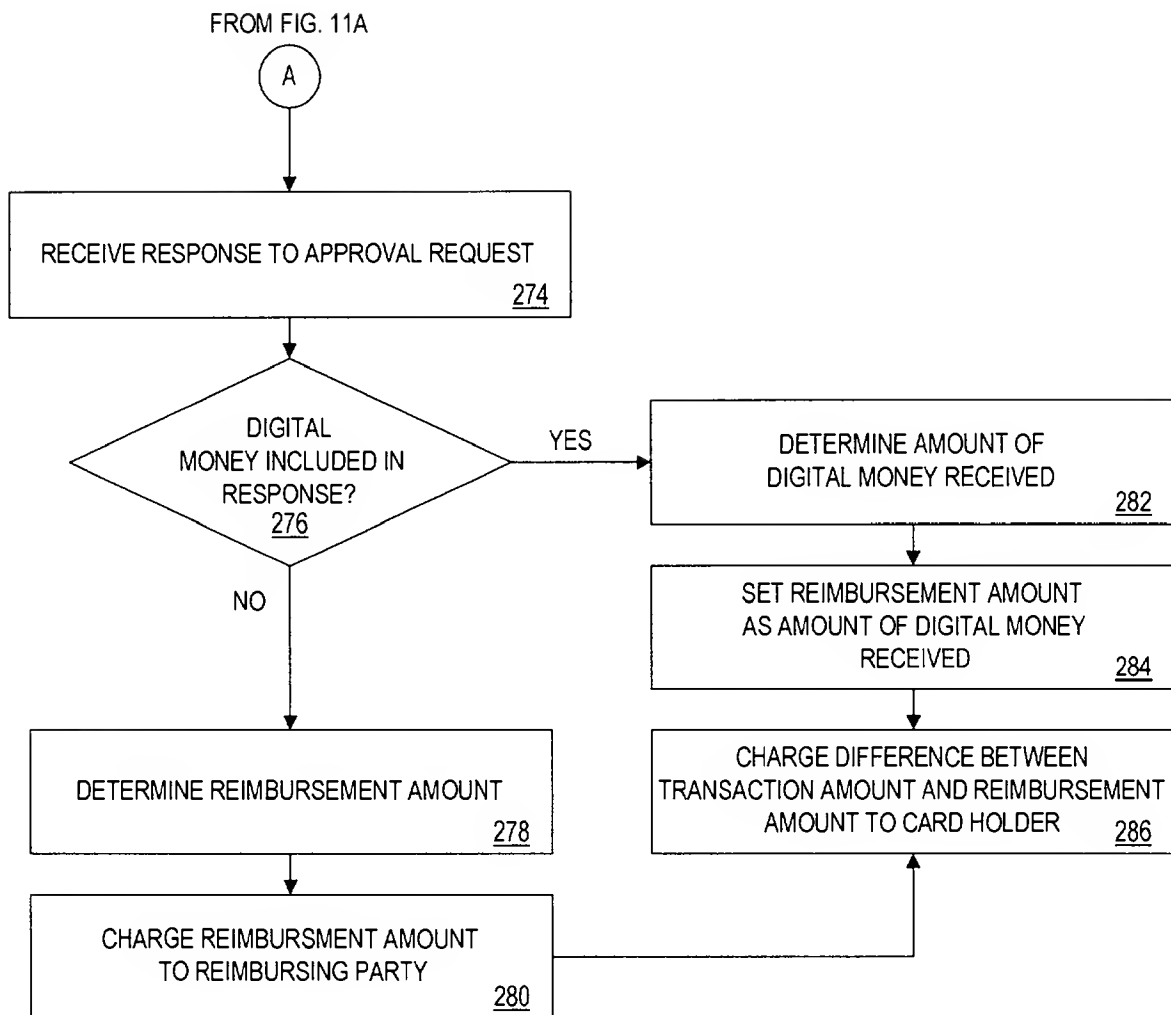 FROM FIG. 11A
A
RECEIVE RESPONSE TO APPROVAL REQUEST
274
DIGITAL
MONEY INCLUDED IN
RESPONSE?
276
YES
NO
DETERMINE AMOUNT OF
DIGITAL MONEY RECEIVED
282
SET REIMBURSEMENT AMOUNT
AS AMOUNT OF DIGITAL MONEY
RECEIVED
284
DETERMINE REIMBURSEMENT AMOUNT
278
CHARGE DIFFERENCE BETWEEN
TRANSACTION AMOUNT AND REIMBURSEMENT
AMOUNT TO CARD HOLDER
286
CHARGE REIMBURSMENT AMOUNT
TO REIMBURSING PARTY
280